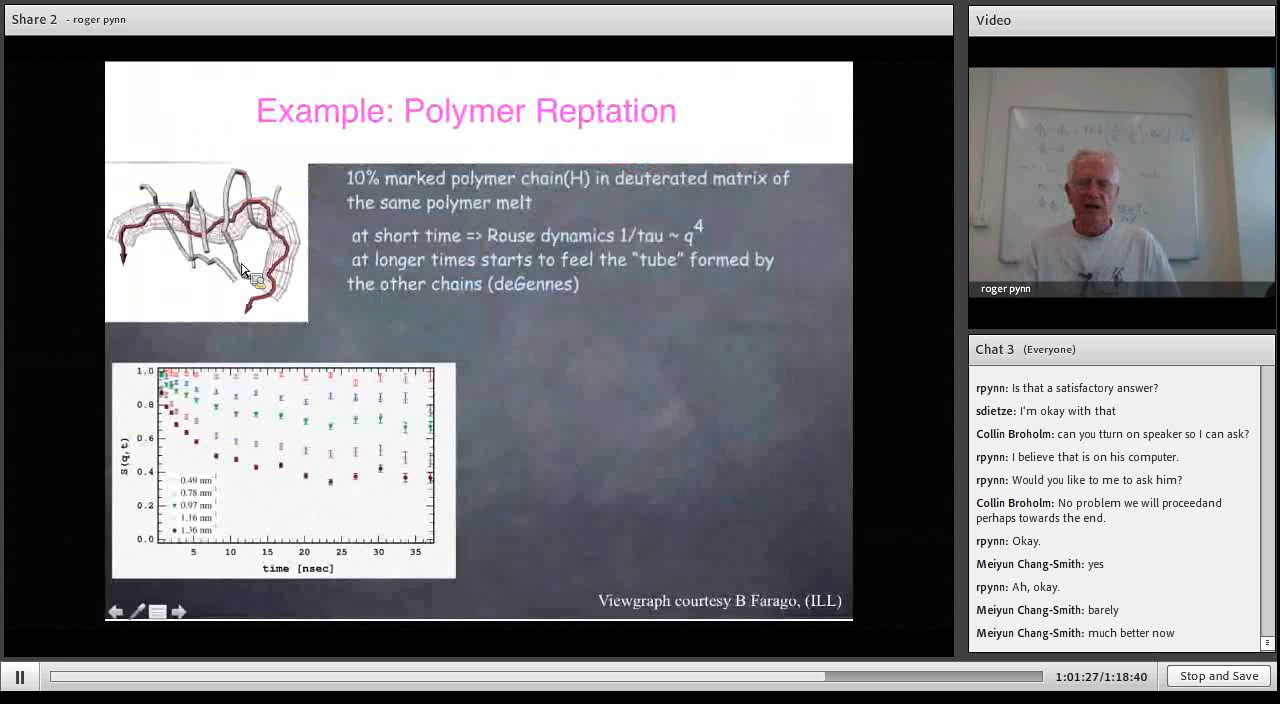 Share 2 - roger pynn
Example: Polymer Reptation
10% marked polymer chain(H) in deuterated matrix of
the same polymer melt
at short time => Rouse dynamics 1/tau ~ q4
at longer times starts to feel the "tube" formed by
the other chains (deGennes)
1.0
0.8
0.6
0.4
0.2
0.0
S(q,t)
0.49 nm
0.78 nm
0.97 nm
1.16 nm
1.36 nm
5 10 15 20 25 30 35
time [nsec]
Viewgraph courtesy B Farago, (ILL)
Video
roger pynn
Chat 3 (Everyone)
rpynn: Is that a satisfactory answer?
sdietze: I'm okay with that
Collin Broholm: can you tturn on speaker so I can ask?
rpynn: I believe that is on his computer.
rpynn: Would you like to me to ask him?
Collin Broholm: No problem we will proceedand
perhaps towards the end.
rpynn: Okay.
Meiyun Chang-Smith: yes
rpynn: Ah, okay.
Meiyun Chang-Smith: barely
Meiyun Chang-Smith: much better now
1:01:27/1:18:40
Stop and Save